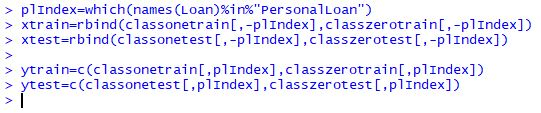 > plIndex=which(names(Loan)%in%"PersonalLoan")
> xtrain=rbind(classonetrain[,-plIndex],classzerotrain[,-plIndex])
> xtest=rbind(classonetest[,-plIndex],classzerotest[,-plIndex])
>
> ytrain=c(classonetrain[,plIndex],classzerotrain[,plIndex])
> ytest=c(classonetest[,plIndex],classzerotest[,plIndex])
>